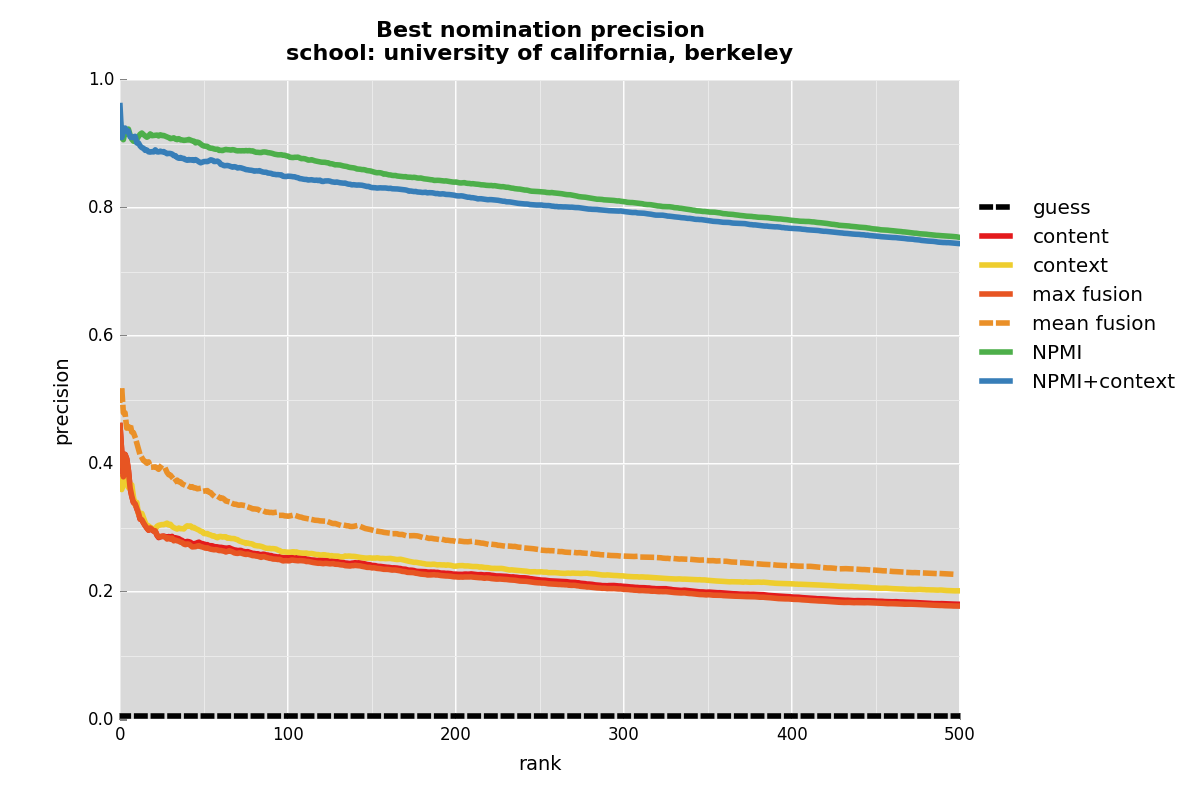 Best nomination precision
school: university of california, berkeley
precision
1.0
0.8
0.6
0.4
0.2
0.0
0 100 200 300 400 500
rank
guess
content
context
max fusion
mean fusion
NPMI
NPMI+context